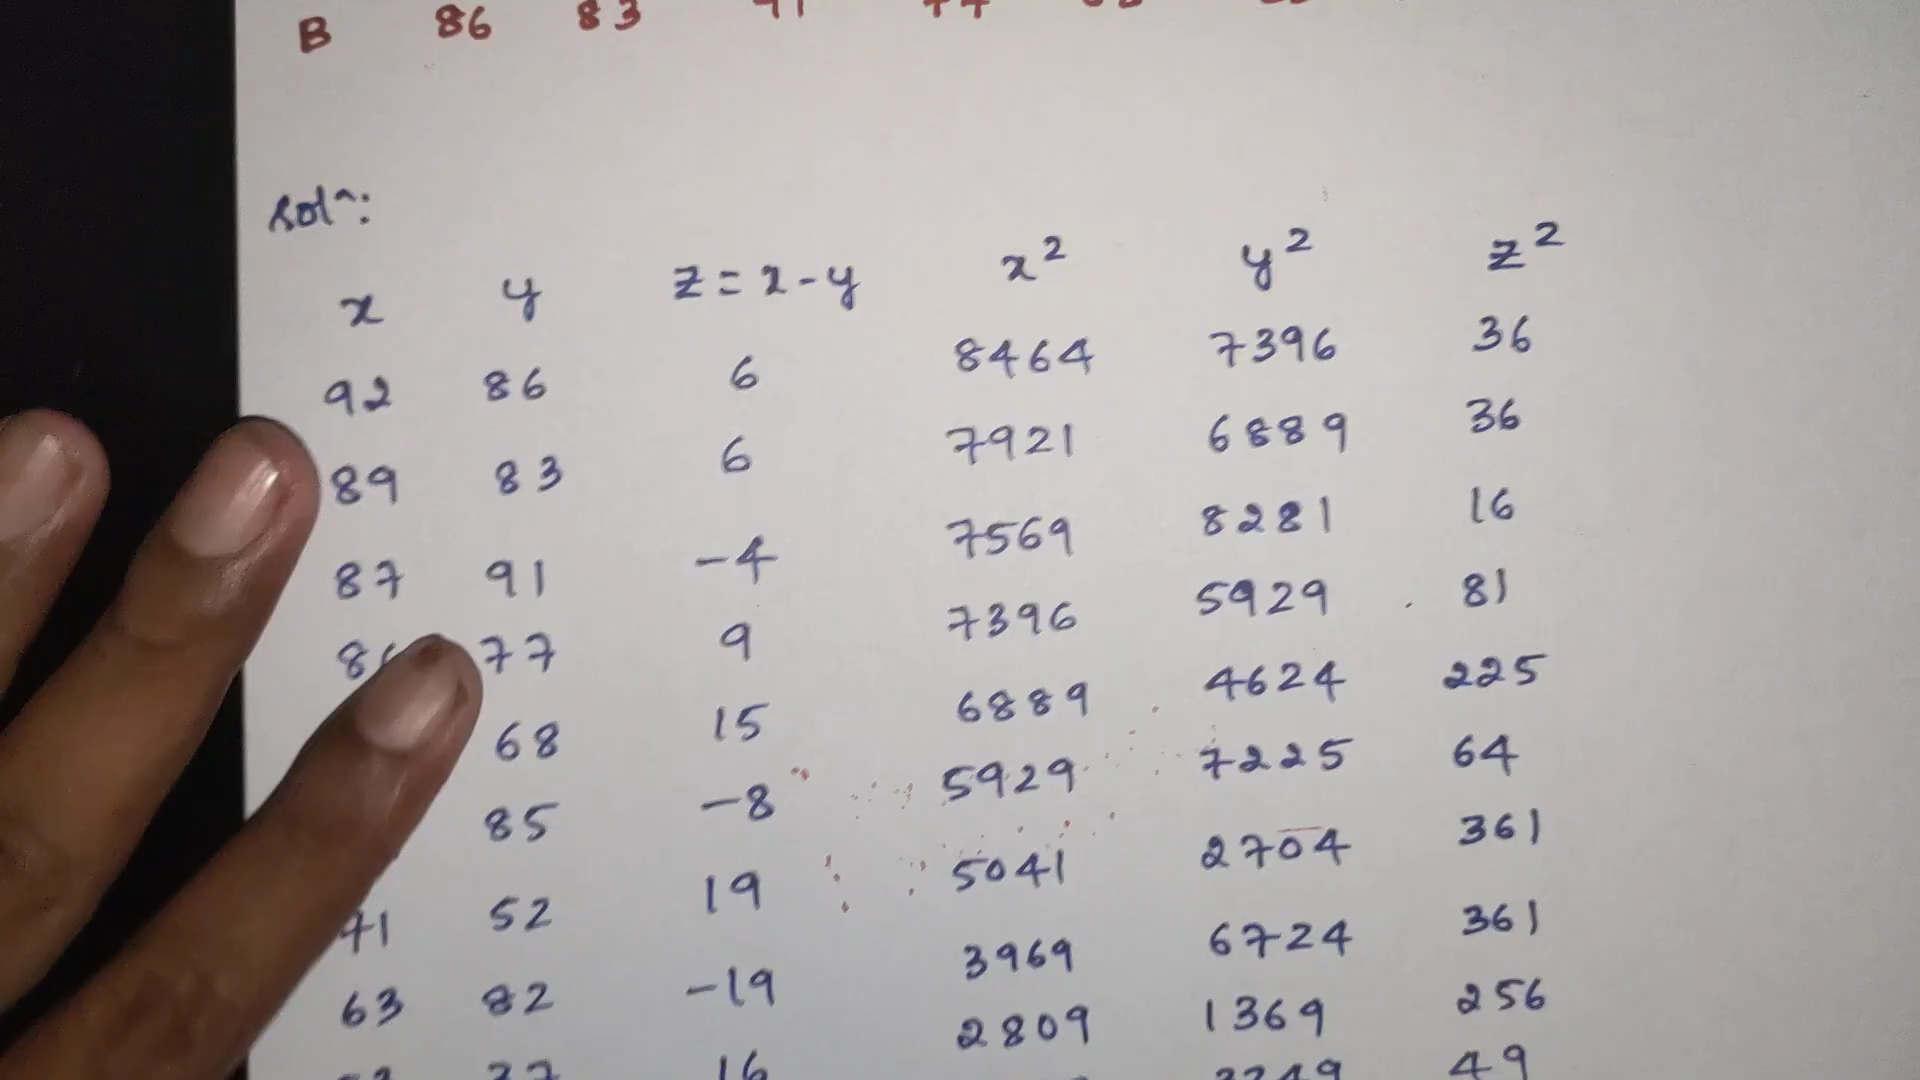 B 86 83
soln:
x y z = x - y x² y² z²
92 86 6 8464 7396 36
89 83 6 7921 6889 36
87 91 -4 7569 8281 16
77 9 7396 5929 81
68 15 6889 4624 225
85 -8 5929 7225 64
71 52 19 5041 2704 361
63 82 -19 3969 6724 361
16 2809 1369 256
49